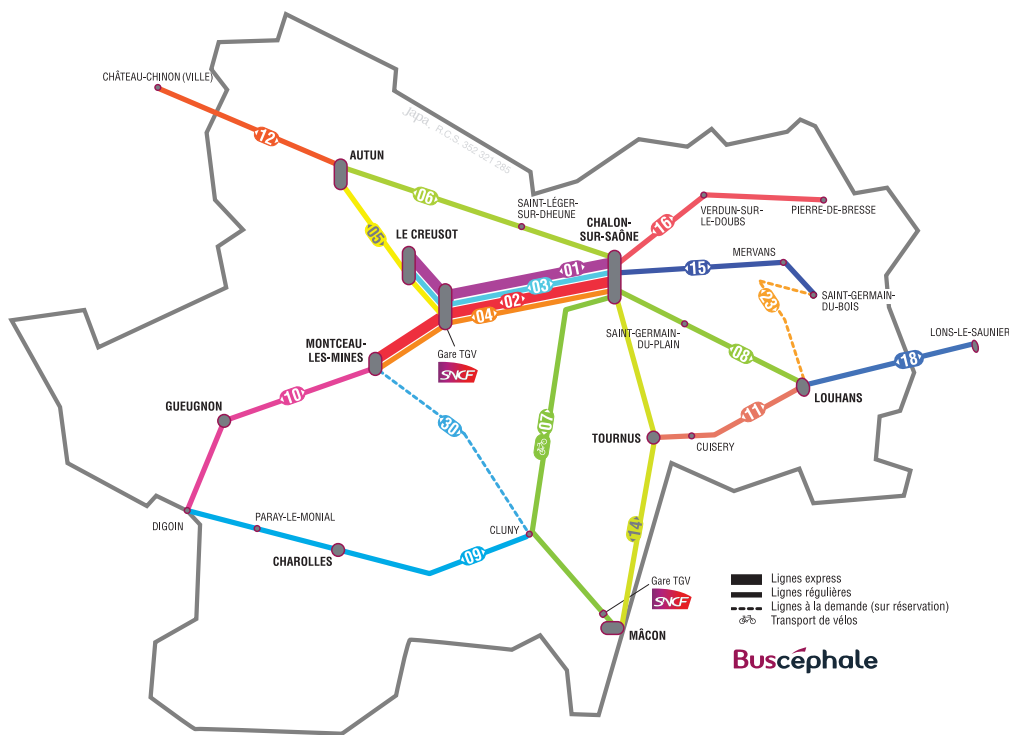 CHÂTEAU-CHINON (VILLE)
Japa, R.C.S. 352 321 285
12
AUTUN
06
SAINT-LÉGER-
SUR-DHEUNE
05
LE CREUSOT
CHALON-
SUR-SAÔNE
16
VERDUN-SUR-
LE-DOUBS
PIERRE-DE-BRESSE
01
03
02
04
15
MERVANS
SAINT-GERMAIN-
DU-BOIS
23
MONTCEAU-
LES-MINES
Gare TGV
SNCF
SAINT-GERMAIN-
DU-PLAIN
08
LONS-LE-SAUNIER
18
LOUHANS
10
GUEUGNON
30
07
TOURNUS
11
CUISERY
DIGOIN
PARAY-LE-MONIAL
CHAROLLES
09
CLUNY
14
Gare TGV
SNCF
MÂCON
Lignes express
Lignes régulières
Lignes à la demande (sur réservation)
Transport de vélos
Buscéphale